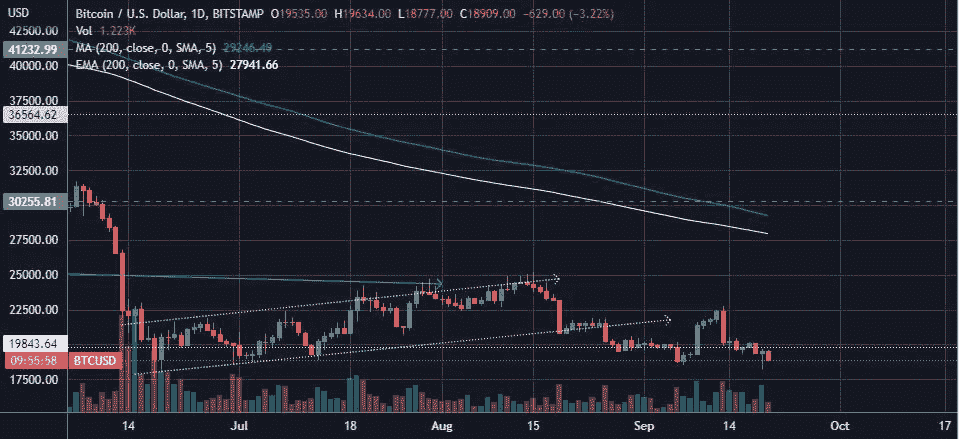 USD
Bitcoin / U.S. Dollar, 1D, BITSTAMP O19535.00 H19634.00 L18777.00 C18909.00 −629.00 (−3.22%)
Vol 1.223K
MA (200, close, 0, SMA, 5) 29246.49
EMA (200, close, 0, SMA, 5) 27941.66
42500.00
41232.99
40000.00
37500.00
36564.62
35000.00
32500.00
30255.81
27500.00
25000.00
22500.00
19843.64
09:55:58 BTCUSD
17500.00
14 Jul 18 Aug 15 Sep 14 Oct 17